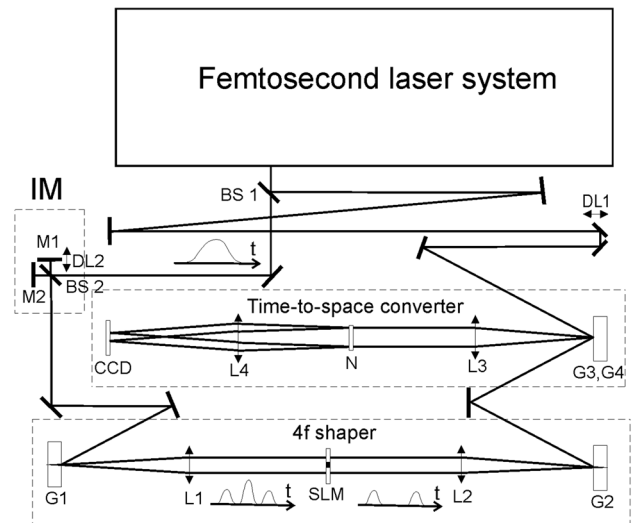 Femtosecond laser system
BS 1
IM
DL1
M1
DL2
t
M2
BS 2
Time-to-space converter
CCD
L4
N
L3
G3,G4
4f shaper
G1
L1
t
SLM
t
L2
G2